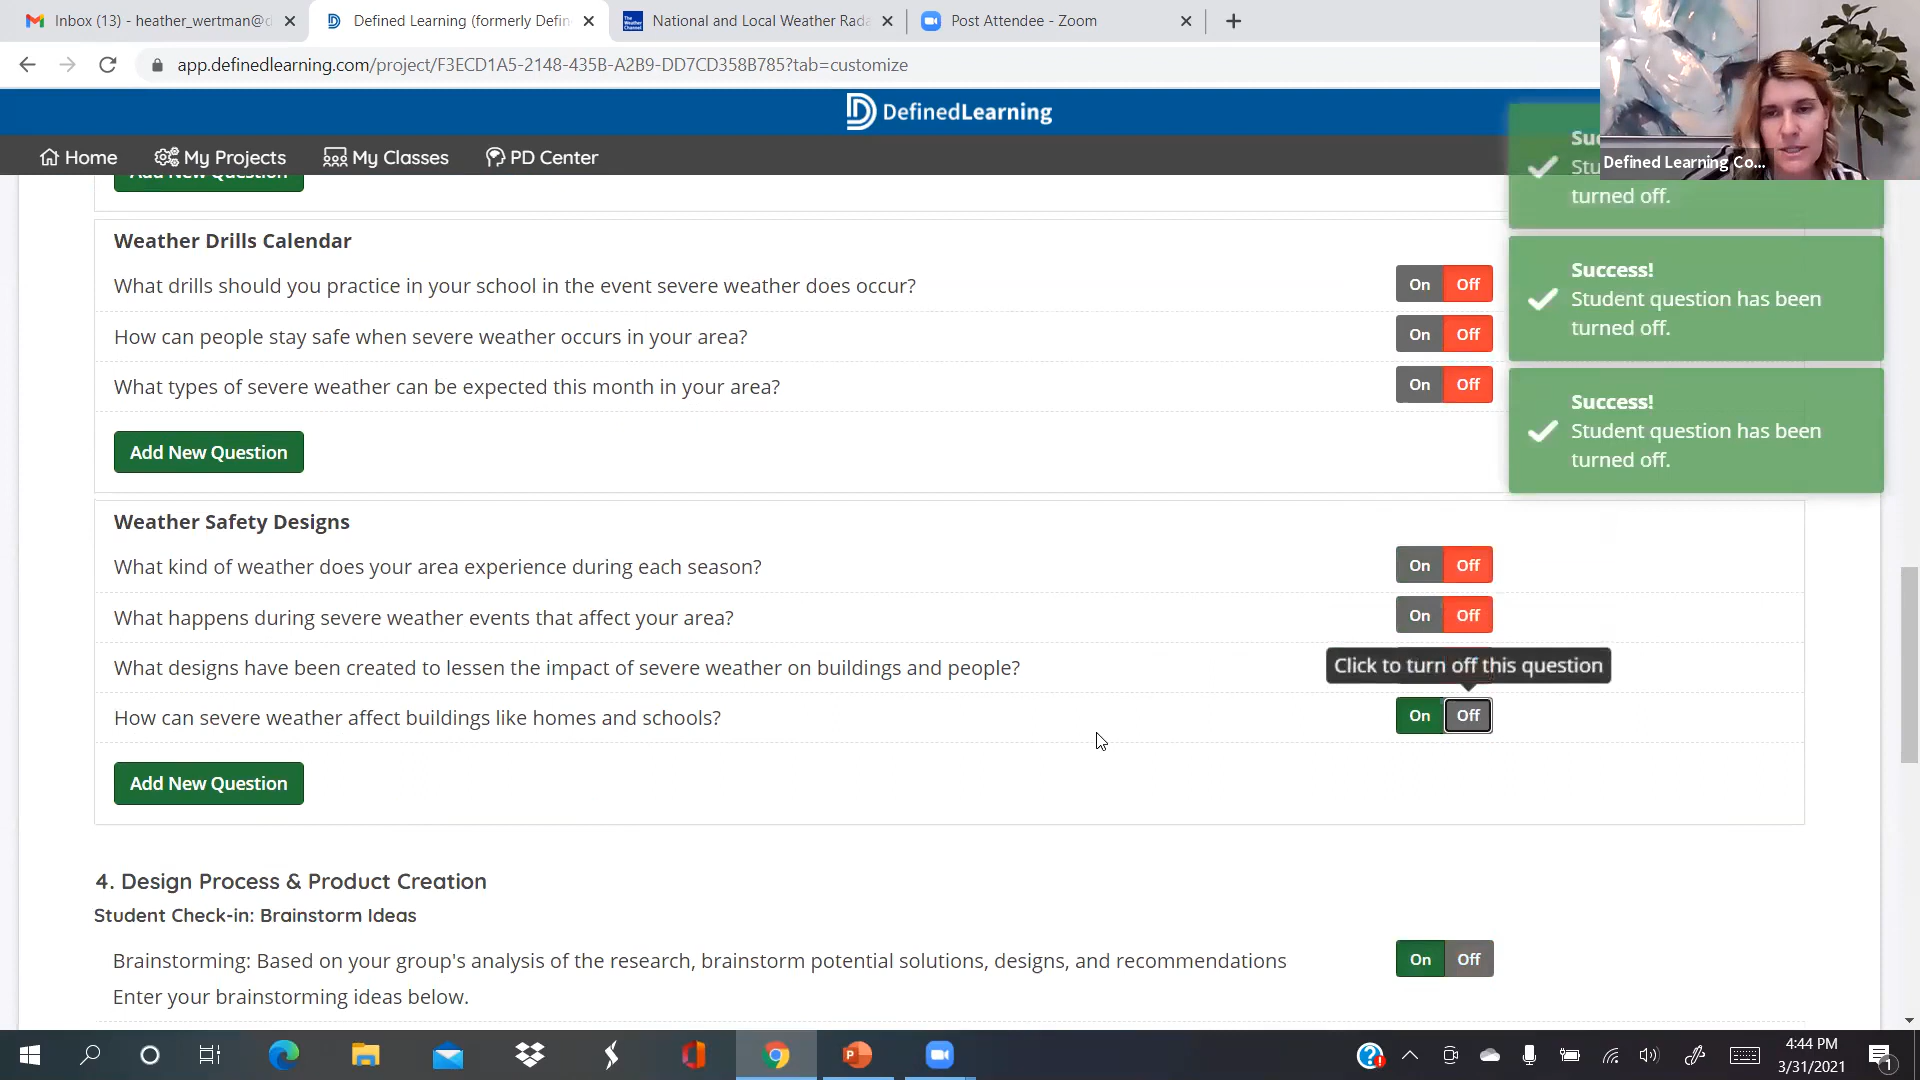 Inbox (13) - heather_wertman@d
Defined Learning (formerly Defin
National and Local Weather Rada
Post Attendee - Zoom
app.definedlearning.com/project/F3ECD1A5-2148-435B-A2B9-DD7CD358B785?tab=customize
DefinedLearning
Home
My Projects
My Classes
PD Center
Defined Learning Co...
turned off.
Add New Question
Weather Drills Calendar
What drills should you practice in your school in the event severe weather does occur?
On Off
How can people stay safe when severe weather occurs in your area?
On Off
What types of severe weather can be expected this month in your area?
On Off
Success!
Student question has been
turned off.
Success!
Student question has been
turned off.
Add New Question
Weather Safety Designs
What kind of weather does your area experience during each season?
On Off
What happens during severe weather events that affect your area?
On Off
What designs have been created to lessen the impact of severe weather on buildings and people?
Click to turn off this question
How can severe weather affect buildings like homes and schools?
On Off
Add New Question
4. Design Process & Product Creation
Student Check-in: Brainstorm Ideas
Brainstorming: Based on your group's analysis of the research, brainstorm potential solutions, designs, and recommendations
On Off
Enter your brainstorming ideas below.
4:44 PM
3/31/2021
1